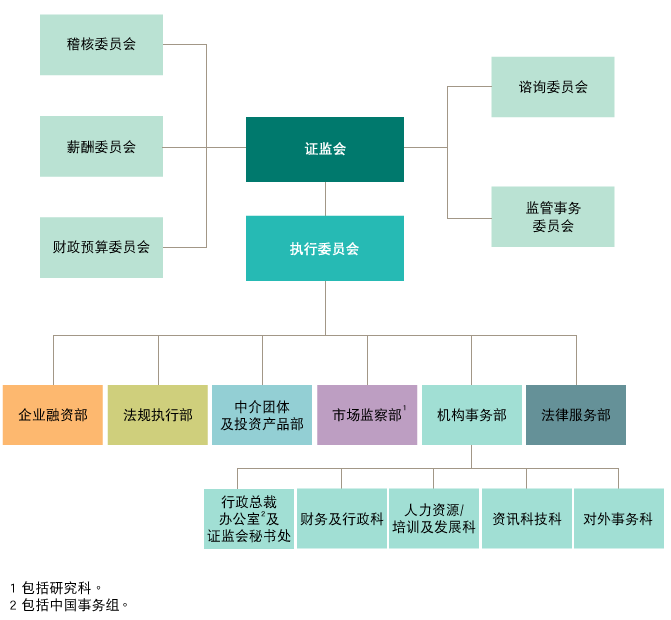 稽核委员会
薪酬委员会
财政预算委员会
证监会
执行委员会
谘询委员会
监管事务
委员会
企业融资部
法规执行部
中介团体
及投资产品部
市场监察部1
机构事务部
法律服务部
行政总裁
办公室2及
证监会秘书处
财务及行政科
人力资源/
培训及发展科
资讯科技科
对外事务科
1 包括研究科。
2 包括中国事务组。